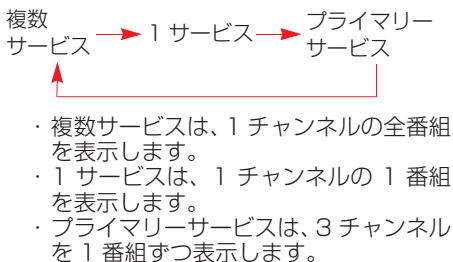 複数
サービス → 1 サービス → プライマリー
サービス
・複数サービスは、1 チャンネルの全番組
を表示します。
・1 サービスは、1 チャンネルの 1 番組
を表示します。
・プライマリーサービスは、3 チャンネル
を 1 番組ずつ表示します。